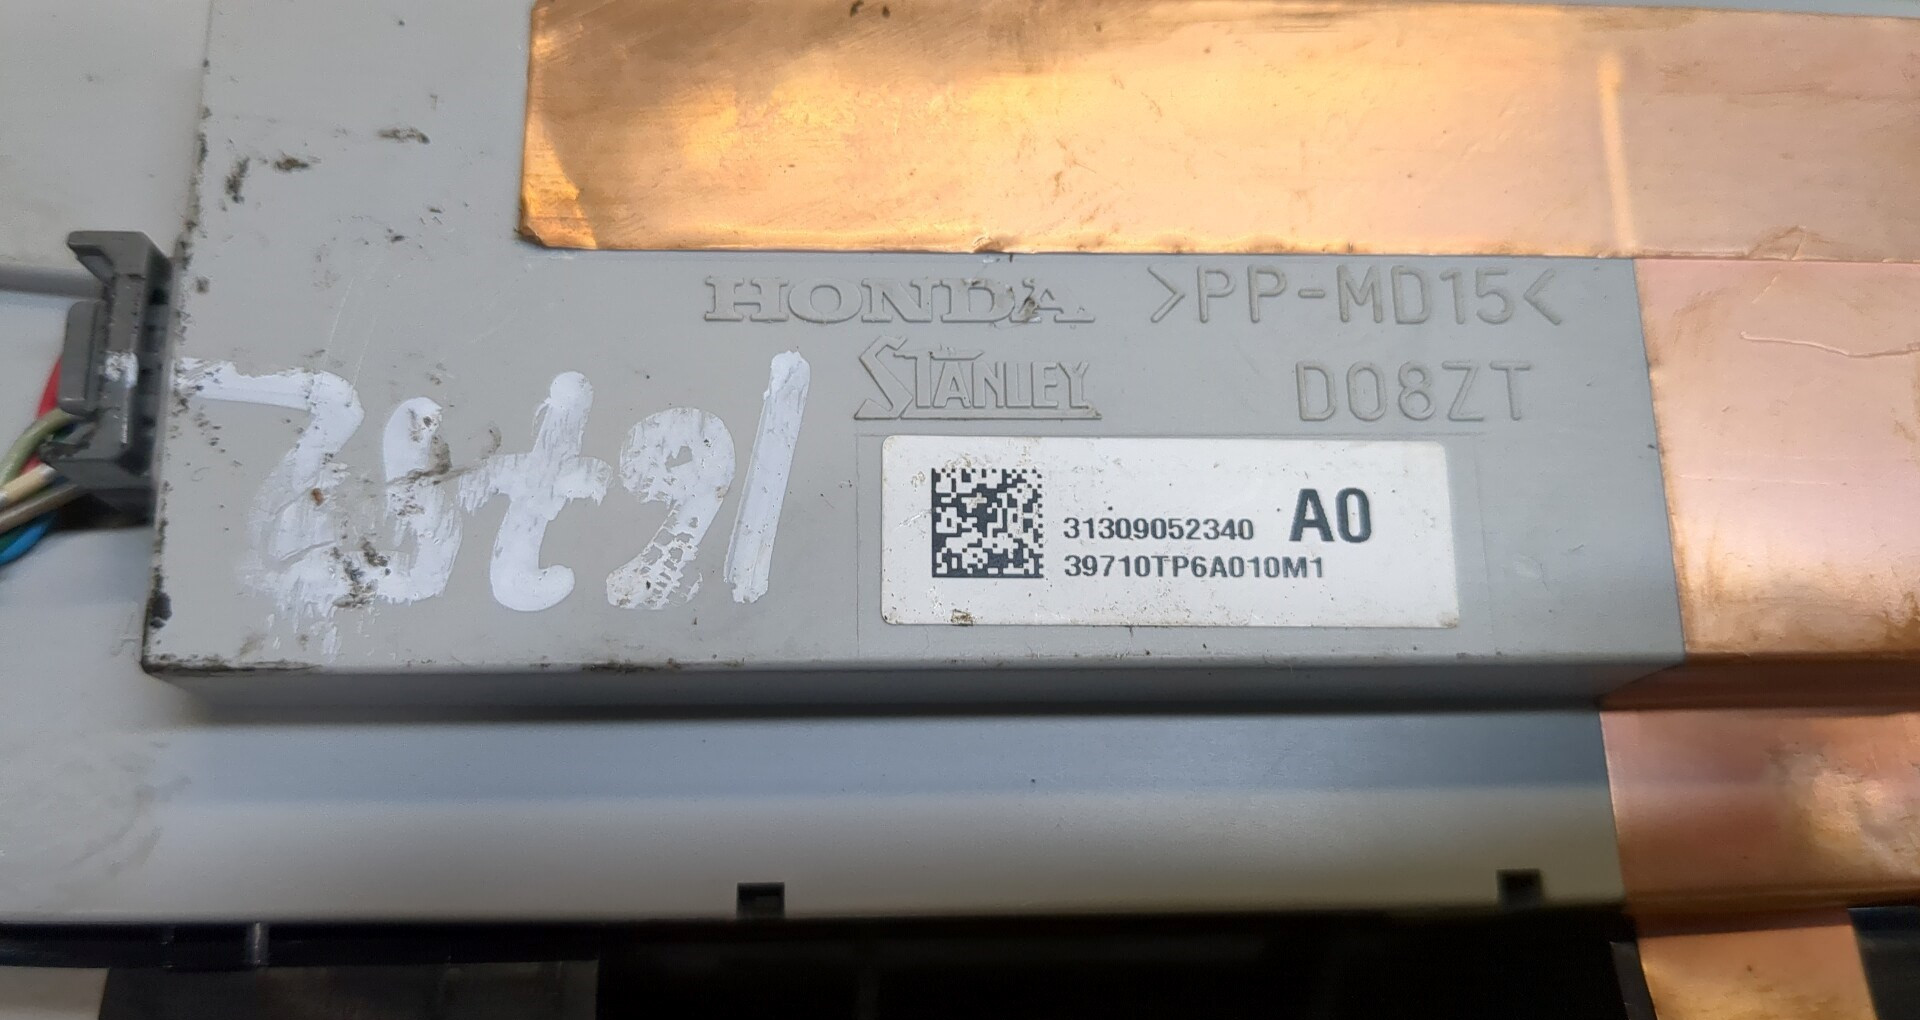 HONDA >PP-MD15<
STANLEY D08ZT
31309052340 A0
39710TP6A010M1